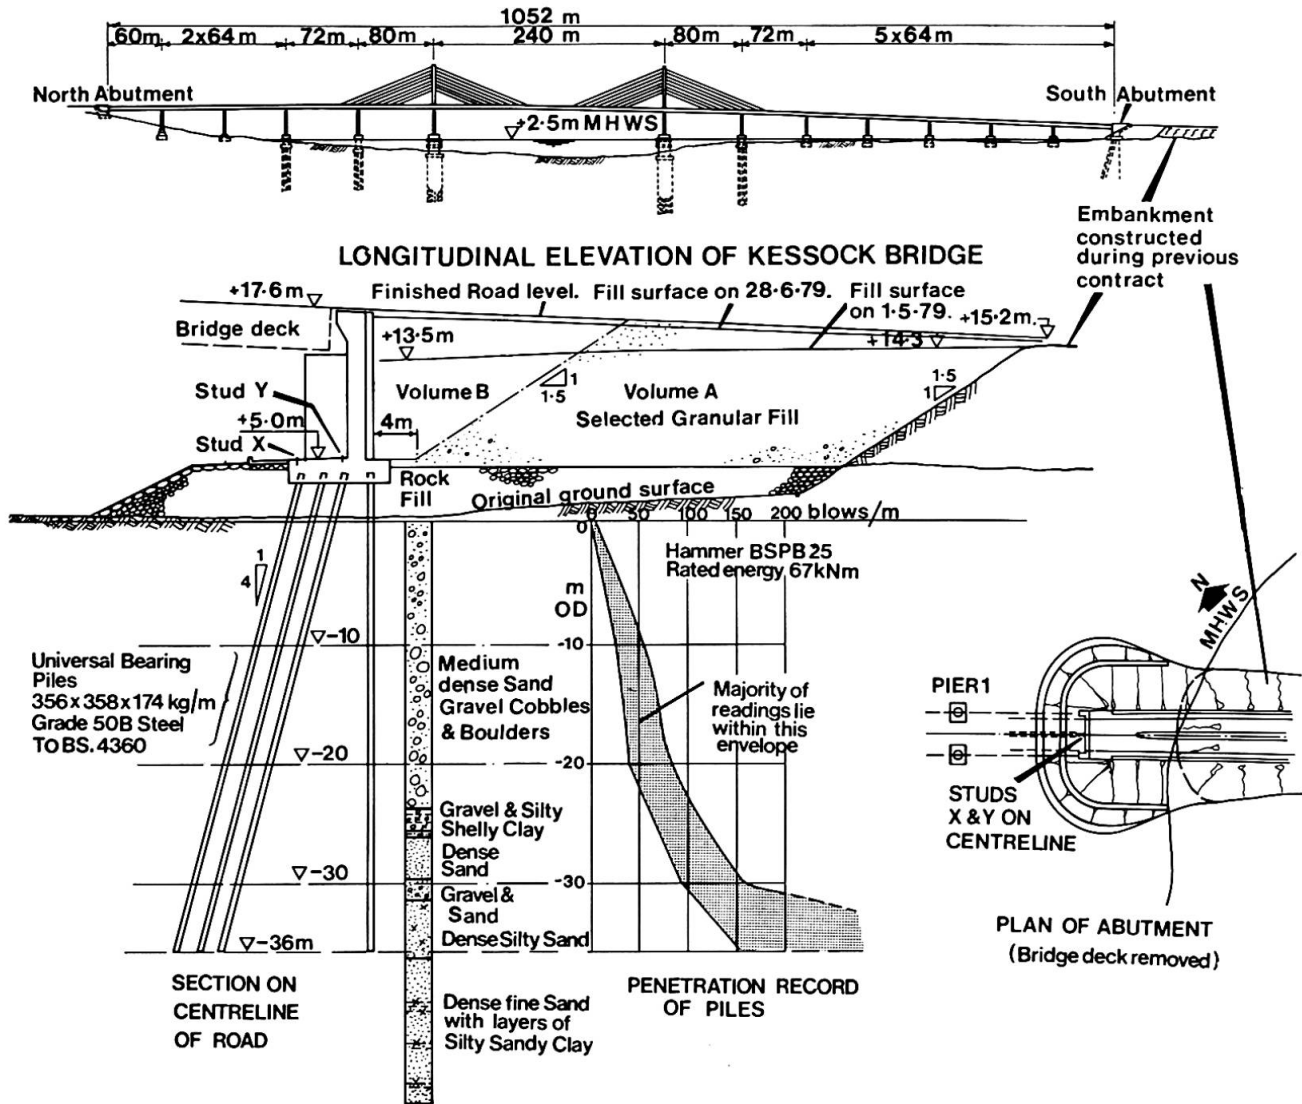 1052 m
60m 2x64 m 72m 80m 240 m 80m 72m 5x64m
North Abutment
South Abutment
+2·5m MHWS
Embankment
constructed
during previous
contract
LONGITUDINAL ELEVATION OF KESSOCK BRIDGE
+17·6m
Finished Road level.
Fill surface on 28·6·79.
Fill surface
on 1·5·79.
+15·2m.
Bridge deck
+13·5m
+14·3
Stud Y
Volume B
1
1·5
Volume A
1·5
1
Selected Granular Fill
+5·0m
4m
Stud X
Rock
Fill
Original ground surface
0 50 100 150 200 blows/m
0
Hammer BSPB 25
Rated energy 67kNm
1
4
m
OD
-10
-10
Universal Bearing
Piles
356 x 358 x 174 kg/m
Grade 50B Steel
To BS. 4360
Medium
dense Sand
Gravel Cobbles
& Boulders
Majority of
readings lie
within this
envelope
-20
-20
Gravel & Silty
Shelly Clay
Dense
Sand
-30
-30
Gravel &
Sand
Dense Silty Sand
-36m
SECTION ON
CENTRELINE
OF ROAD
Dense fine Sand
with layers of
Silty Sandy Clay
PENETRATION RECORD
OF PILES
N
MHWS
PIER 1
STUDS
X & Y ON
CENTRELINE
PLAN OF ABUTMENT
(Bridge deck removed)